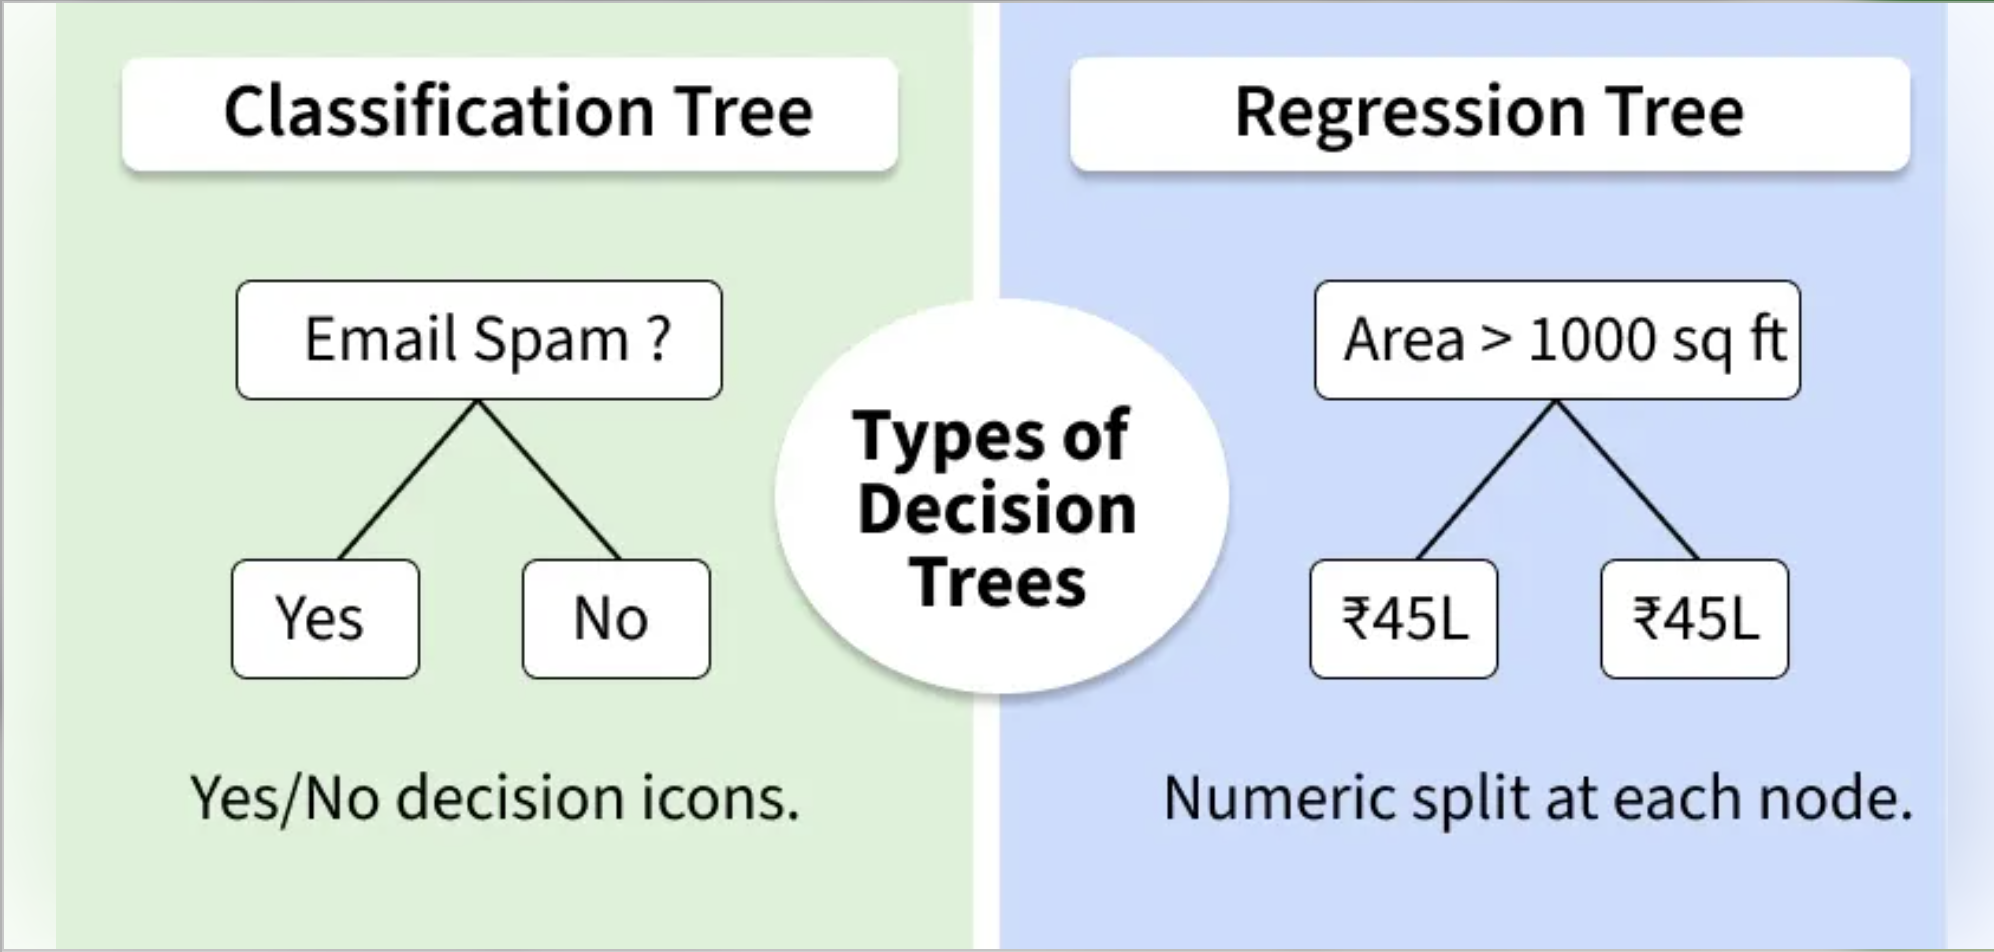 Classification Tree
Regression Tree
Email Spam ?
Yes
No
Yes/No decision icons.
Types of
Decision
Trees
Area > 1000 sq ft
₹45L
₹45L
Numeric split at each node.